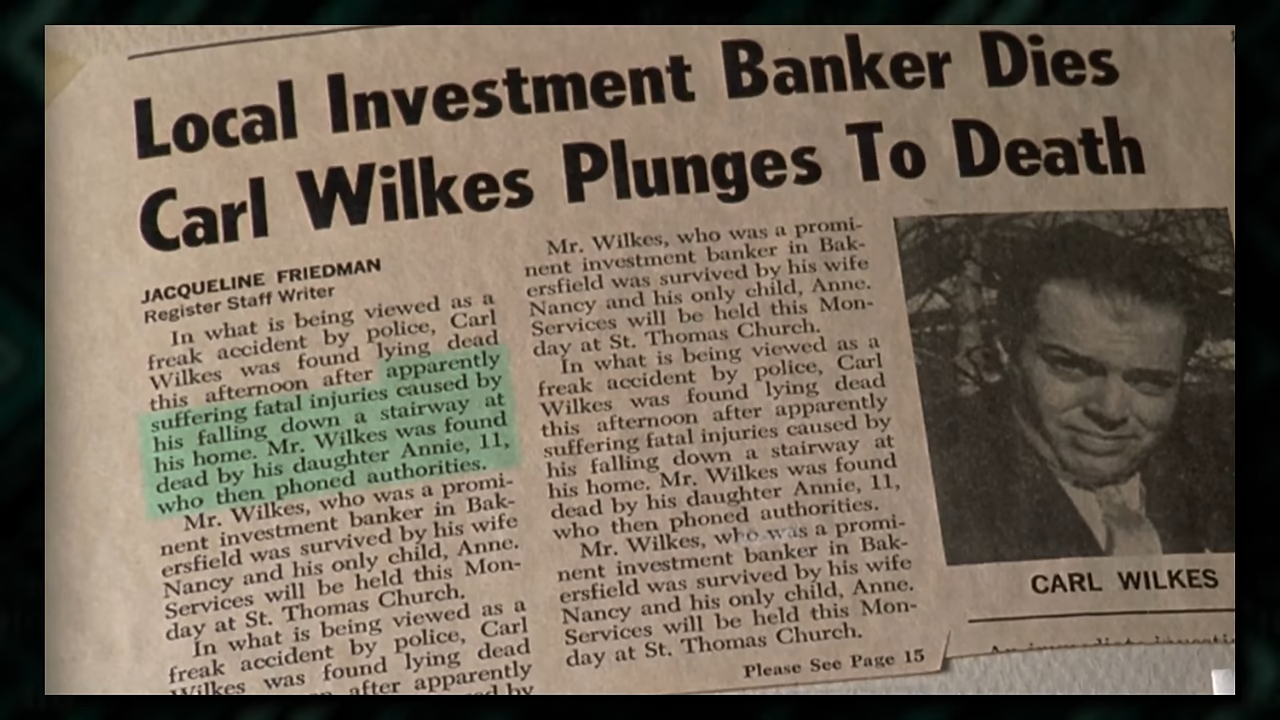 Local Investment Banker Dies
Carl Wilkes Plunges To Death
JACQUELINE FRIEDMAN
Register Staff Writer
In what is being viewed as a
freak accident by police, Carl
Wilkes was found lying dead
this afternoon after apparently
suffering fatal injuries caused by
his falling down a stairway at
his home. Mr. Wilkes was found
dead by his daughter Annie, 11,
who then phoned authorities.
Mr. Wilkes, who was a promi-
nent investment banker in Bak-
ersfield was survived by his wife
Nancy and his only child, Anne.
Services will be held this Mon-
day at St. Thomas Church.
In what is being viewed as a
freak accident by police, Carl
Wilkes was found lying dead
after apparently
by
Mr. Wilkes, who was a promi-
nent investment banker in Bak-
ersfield was survived by his wife
Nancy and his only child, Anne.
Services will be held this Mon-
day at St. Thomas Church.
In what is being viewed as a
freak accident by police, Carl
Wilkes was found lying dead
this afternoon after apparently
suffering fatal injuries caused by
his falling down a stairway at
his home. Mr. Wilkes was found
dead by his daughter Annie, 11,
who then phoned authorities.
Mr. Wilkes, who was a promi-
nent investment banker in Bak-
ersfield was survived by his wife
Nancy and his only child, Anne.
Services will be held this Mon-
day at St. Thomas Church.
Please See Page 15
CARL WILKES